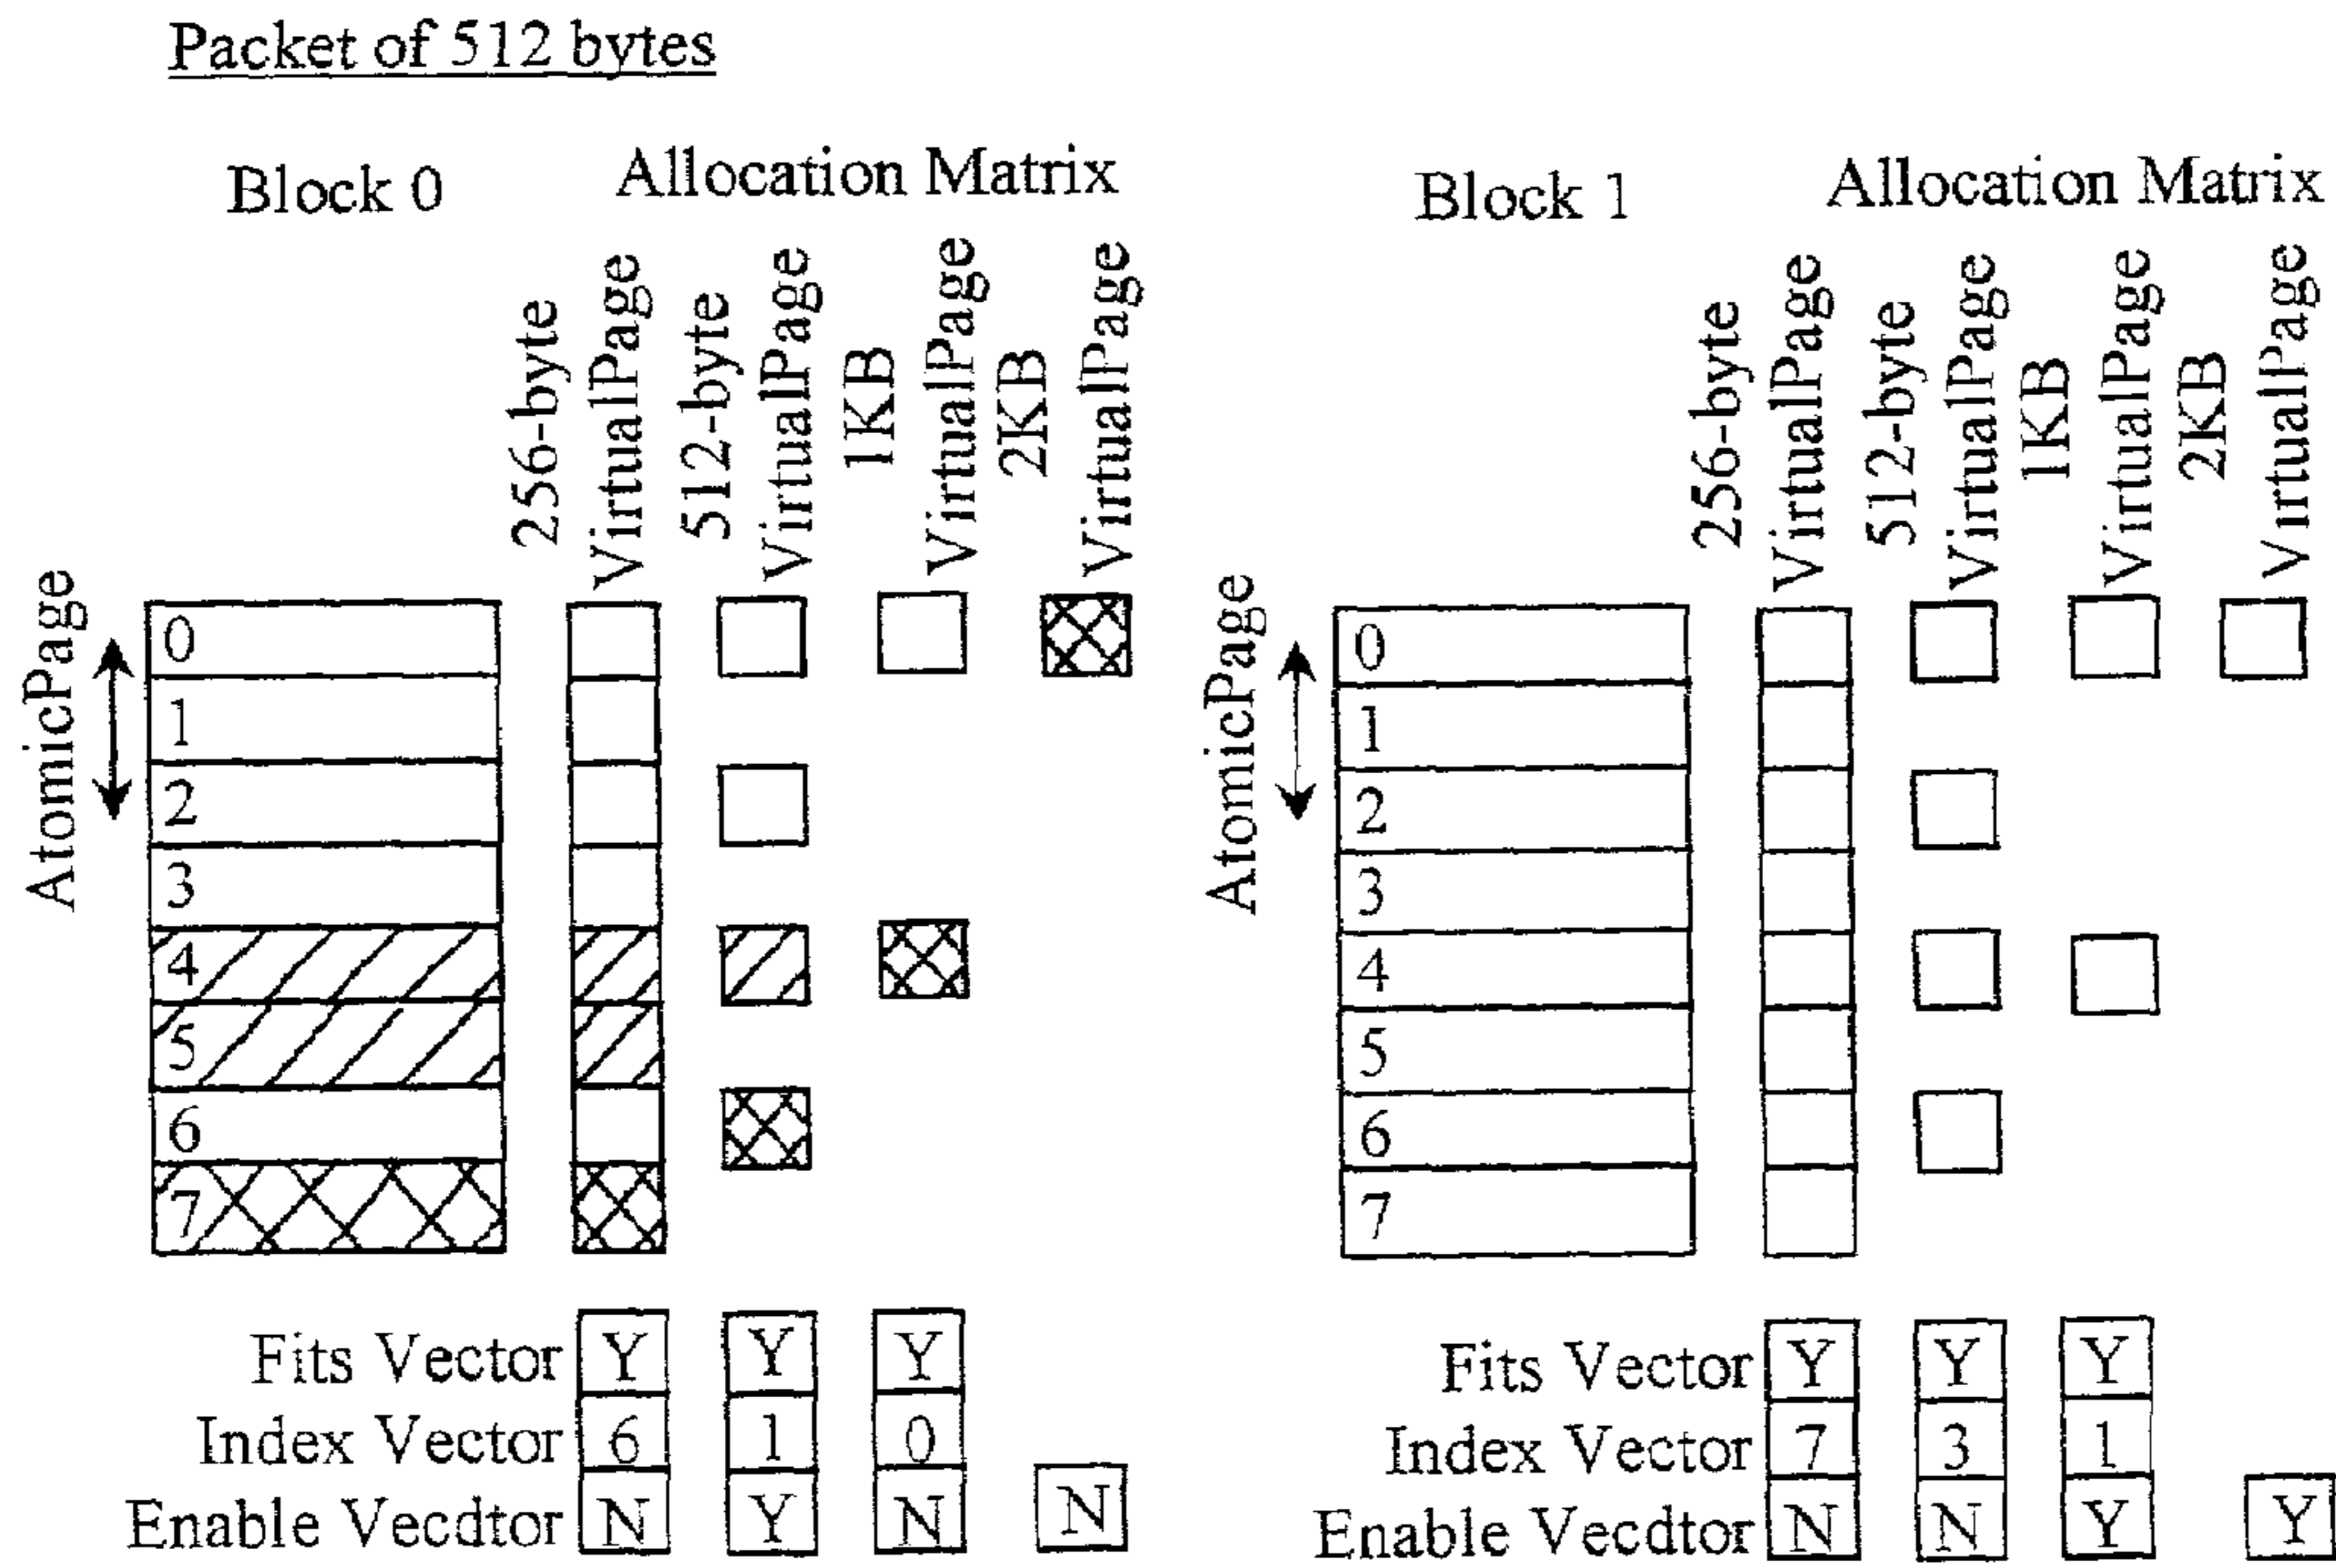 Packet of 512 bytes
Block 0
Allocation Matrix
256-byte
VirtualPage
512-byte
VirtualPage
1KB
VirtualPage
2KB
VirtualPage
AtomicPage
0
1
2
3
4
5
6
7
Fits Vector Y Y Y
Index Vector 6 1 0
Enable Vecdtor N Y N N
Block 1
Allocation Matrix
256-byte
VirtualPage
512-byte
VirtualPage
1KB
VirtualPage
2KB
VirtualPage
AtomicPage
0
1
2
3
4
5
6
7
Fits Vector Y Y Y
Index Vector 7 3 1
Enable Vecdtor N N Y Y